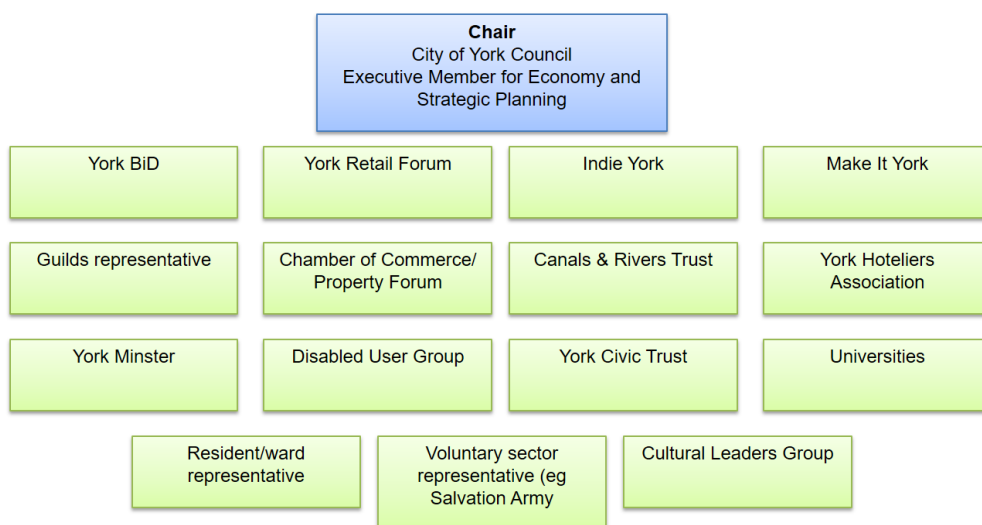 Chair
City of York Council
Executive Member for Economy and
Strategic Planning
York BiD
York Retail Forum
Indie York
Make It York
Guilds representative
Chamber of Commerce/
Property Forum
Canals & Rivers Trust
York Hoteliers
Association
York Minster
Disabled User Group
York Civic Trust
Universities
Resident/ward
representative
Voluntary sector
representative (eg
Salvation Army
Cultural Leaders Group